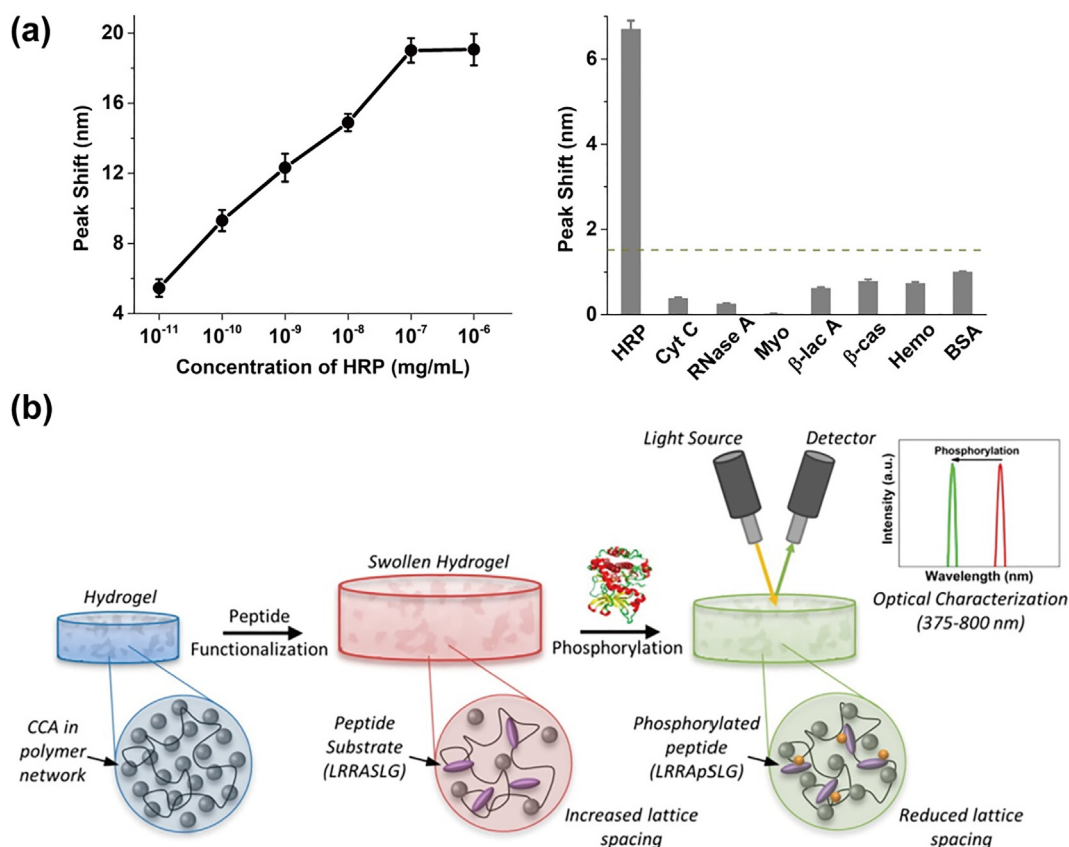 (a)
20
16
12
8
4
Peak Shift (nm)
10⁻¹¹ 10⁻¹⁰ 10⁻⁹ 10⁻⁸ 10⁻⁷ 10⁻⁶
Concentration of HRP (mg/mL)
6
4
2
0
Peak Shift (nm)
HRP
Cyt C
RNase A
Myo
β-lac A
β-cas
Hemo
BSA
(b)
Light Source
Detector
Phosphorylation
Intensity (a.u.)
Wavelength (nm)
Optical Characterization
(375-800 nm)
Hydrogel
Peptide
Functionalization
Swollen Hydrogel
Phosphorylation
CCA in
polymer
network
Peptide
Substrate
(LRRASLG)
Increased lattice
spacing
Phosphorylated
peptide
(LRRApSLG)
Reduced lattice
spacing